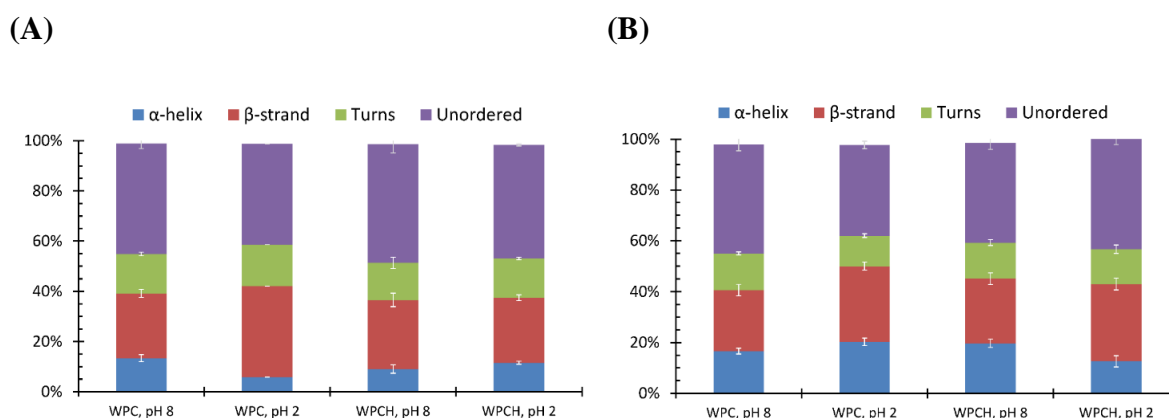 (A)
(B)
α-helix β-strand Turns Unordered
100%
80%
60%
40%
20%
0%
WPC, pH 8 WPC, pH 2 WPCH, pH 8 WPCH, pH 2
α-helix β-strand Turns Unordered
100%
80%
60%
40%
20%
0%
WPC, pH 8 WPC, pH 2 WPCH, pH 8 WPCH, pH 2